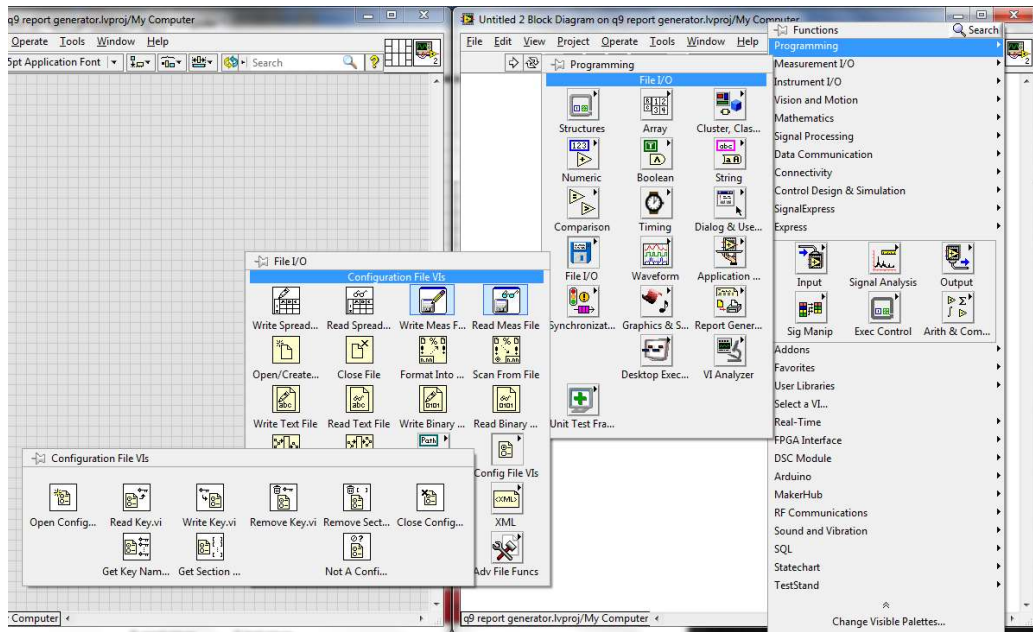 q9 report generator.lvproj/My Computer
Operate Tools Window Help
5pt Application Font
Search
2
Untitled 2 Block Diagram on q9 report generator.lvproj/My Computer
File Edit View Project Operate Tools Window Help
2
Functions
Search
Programming
Measurement I/O
Instrument I/O
Vision and Motion
Mathematics
Signal Processing
Data Communication
Connectivity
Control Design & Simulation
SignalExpress
Express
Input Signal Analysis Output
Sig Manip Exec Control Arith & Com...
Addons
Favorites
User Libraries
Select a VI...
Real-Time
FPGA Interface
DSC Module
Arduino
MakerHub
RF Communications
Sound and Vibration
SQL
Statechart
TestStand
Change Visible Palettes...
Programming
File I/O
Structures Array Cluster, Clas...
Numeric Boolean String
Comparison Timing Dialog & Use...
File I/O Waveform Application ...
Synchronizat... Graphics & S... Report Gener...
Desktop Exec... VI Analyzer
Unit Test Fra...
File I/O
Configuration File VIs
Write Spread... Read Spread... Write Meas F... Read Meas File
Open/Create... Close File Format Into ... Scan From File
Write Text File Read Text File Write Binary ... Read Binary ...
Path
Config File VIs
XML
Adv File Funcs
Configuration File VIs
Open Config... Read Key.vi Write Key.vi Remove Key.vi Remove Sect... Close Config...
Get Key Nam... Get Section ... Not A Confi...
Computer
q9 report generator.lvproj/My Computer